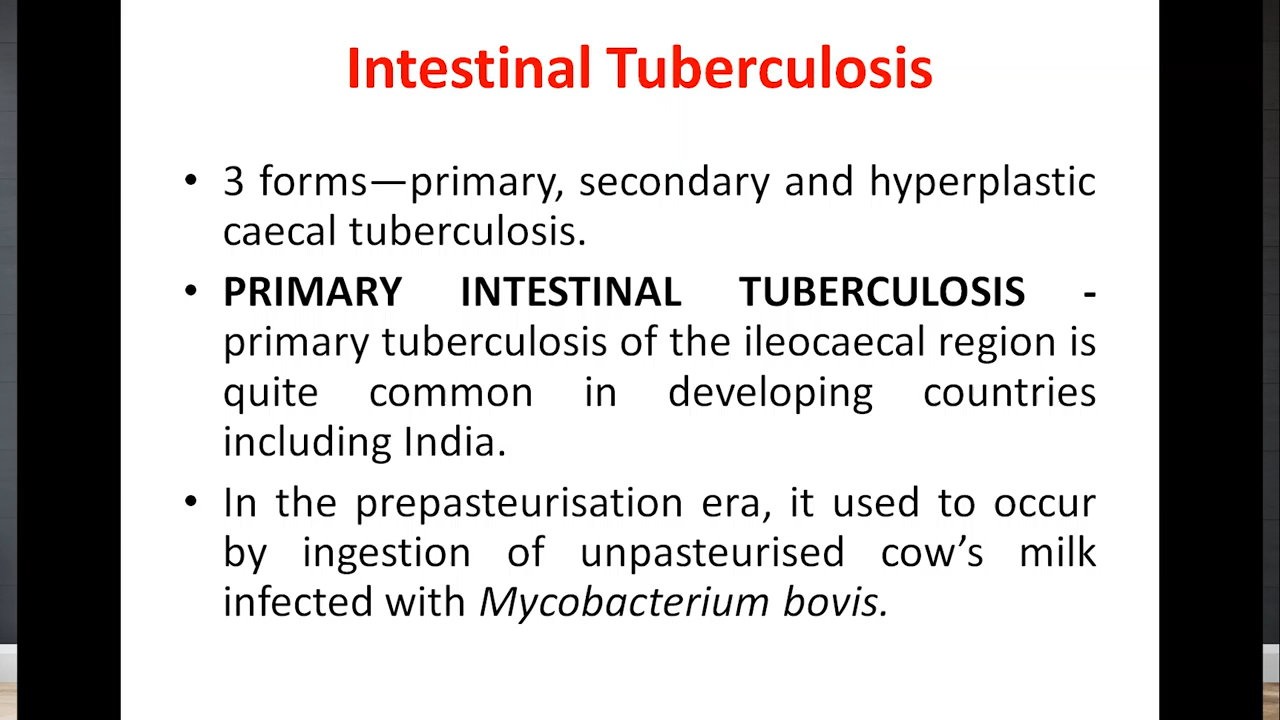 Intestinal Tuberculosis
• 3 forms—primary, secondary and hyperplastic
caecal tuberculosis.
• PRIMARY INTESTINAL TUBERCULOSIS -
primary tuberculosis of the ileocaecal region is
quite common in developing countries
including India.
• In the prepasteurisation era, it used to occur
by ingestion of unpasteurised cow’s milk
infected with Mycobacterium bovis.